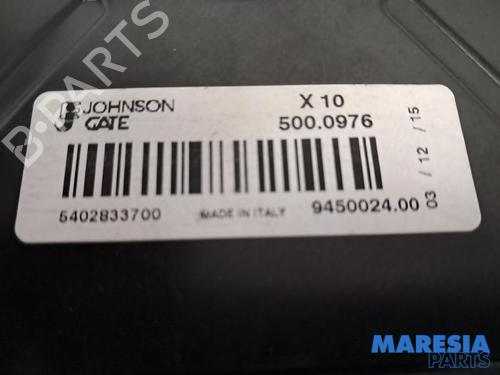 JOHNSON
GATE
X 10
500.0976
5402833700
MADE IN ITALY
9450024.00
03 / 12 / 15
B-PARTS
MARESIA
PARTS